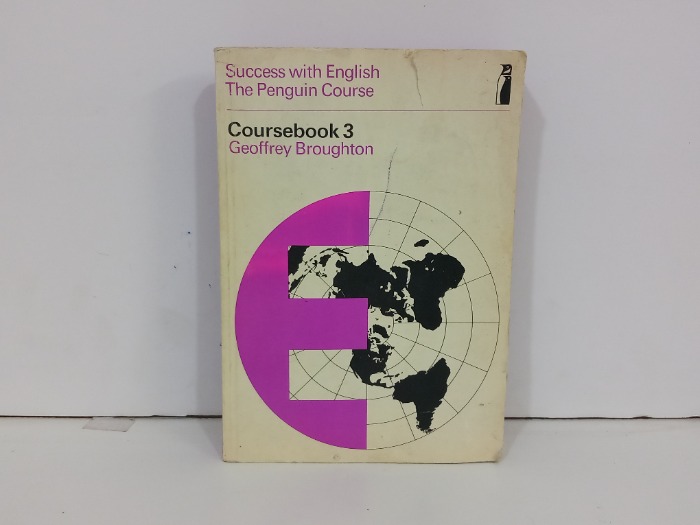 Success with English
The Penguin Course
Coursebook 3
Geoffrey Broughton